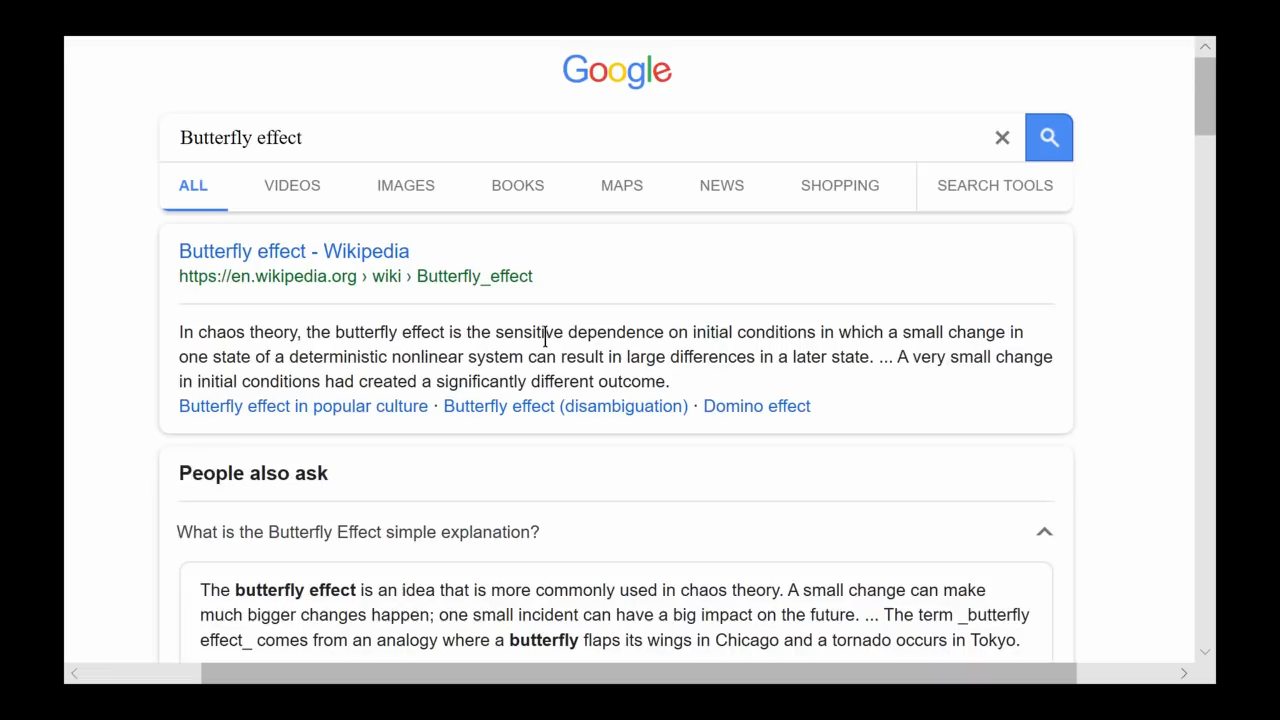 Google
Butterfly effect
ALL VIDEOS IMAGES BOOKS MAPS NEWS SHOPPING SEARCH TOOLS
Butterfly effect - Wikipedia
https://en.wikipedia.org › wiki › Butterfly_effect
In chaos theory, the butterfly effect is the sensitive dependence on initial conditions in which a small change in
one state of a deterministic nonlinear system can result in large differences in a later state. ... A very small change
in initial conditions had created a significantly different outcome.
Butterfly effect in popular culture · Butterfly effect (disambiguation) · Domino effect
People also ask
What is the Butterfly Effect simple explanation?
The butterfly effect is an idea that is more commonly used in chaos theory. A small change can make
much bigger changes happen; one small incident can have a big impact on the future. ... The term _butterfly
effect_ comes from an analogy where a butterfly flaps its wings in Chicago and a tornado occurs in Tokyo.